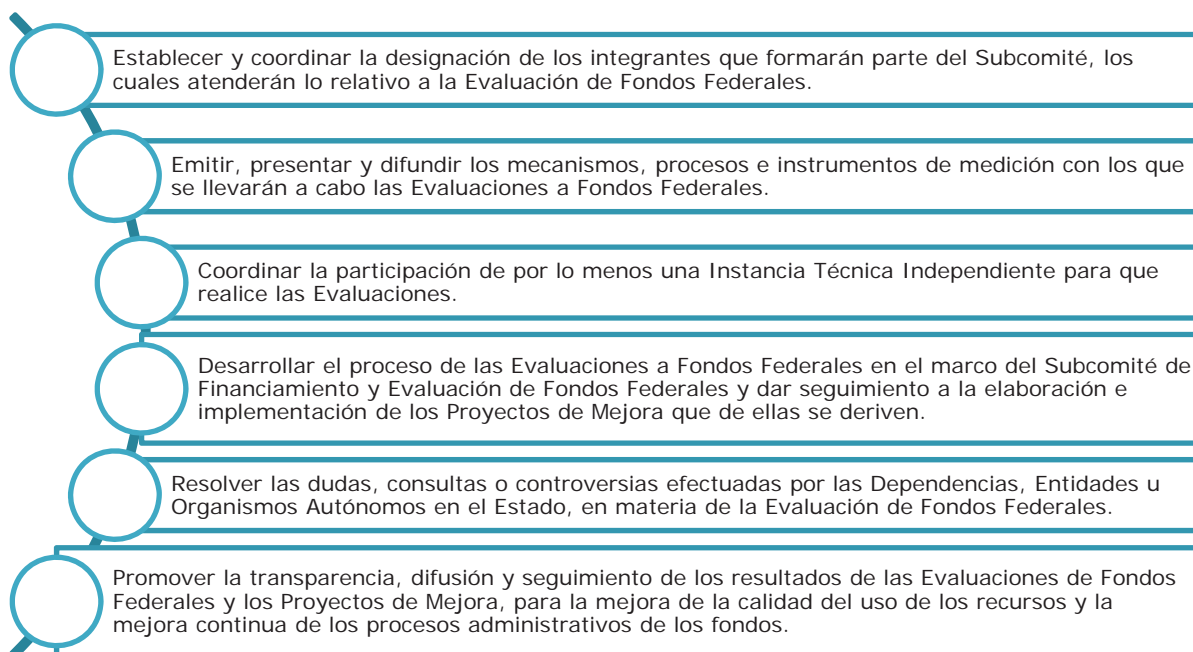 Establecer y coordinar la designación de los integrantes que formarán parte del Subcomité, los
cuales atenderán lo relativo a la Evaluación de Fondos Federales.
Emitir, presentar y difundir los mecanismos, procesos e instrumentos de medición con los que
se llevarán a cabo las Evaluaciones a Fondos Federales.
Coordinar la participación de por lo menos una Instancia Técnica Independiente para que
realice las Evaluaciones.
Desarrollar el proceso de las Evaluaciones a Fondos Federales en el marco del Subcomité de
Financiamiento y Evaluación de Fondos Federales y dar seguimiento a la elaboración e
implementación de los Proyectos de Mejora que de ellas se deriven.
Resolver las dudas, consultas o controversias efectuadas por las Dependencias, Entidades u
Organismos Autónomos en el Estado, en materia de la Evaluación de Fondos Federales.
Promover la transparencia, difusión y seguimiento de los resultados de las Evaluaciones de Fondos
Federales y los Proyectos de Mejora, para la mejora de la calidad del uso de los recursos y la
mejora continua de los procesos administrativos de los fondos.